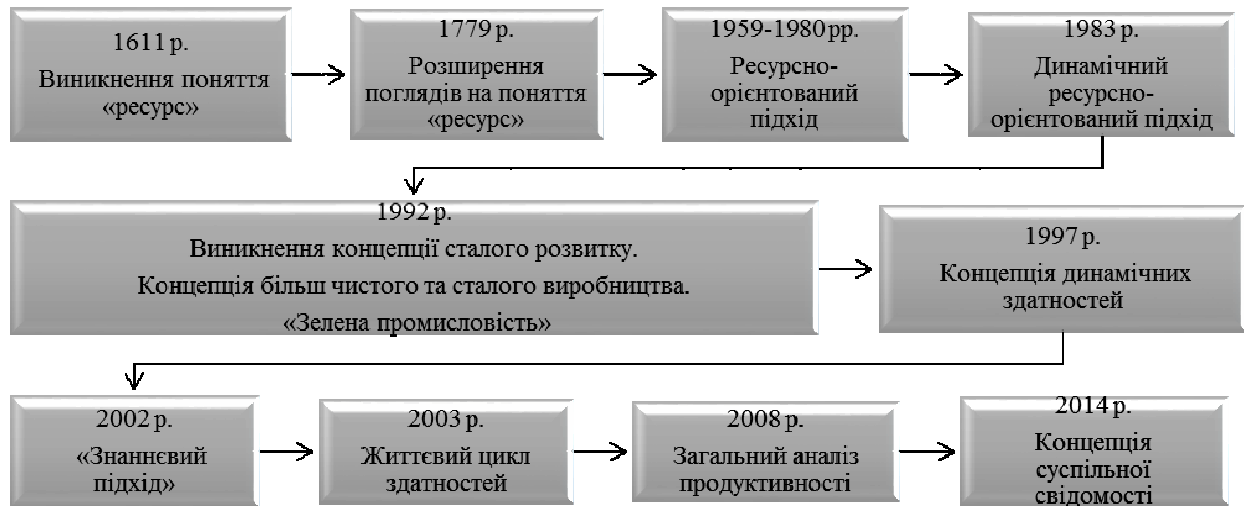 1611 р.
Виникнення поняття
«ресурс»
1779 р.
Розширення
поглядів на поняття
«ресурс»
1959-1980рр.
Ресурсно-
орієнтований
підхід
1983 р.
Динамічний
ресурсно-
орієнтований підхід
1992 р.
Виникнення концепції сталого розвитку.
Концепція більш чистого та сталого виробництва.
«Зелена промисловість»
1997 р.
Концепція динамічних
здатностей
2002 р.
«Знаннєвий
підхід»
2003 р.
Життєвий цикл
здатностей
2008 р.
Загальний аналіз
продуктивності
2014 р.
Концепція
суспільної
свідомості